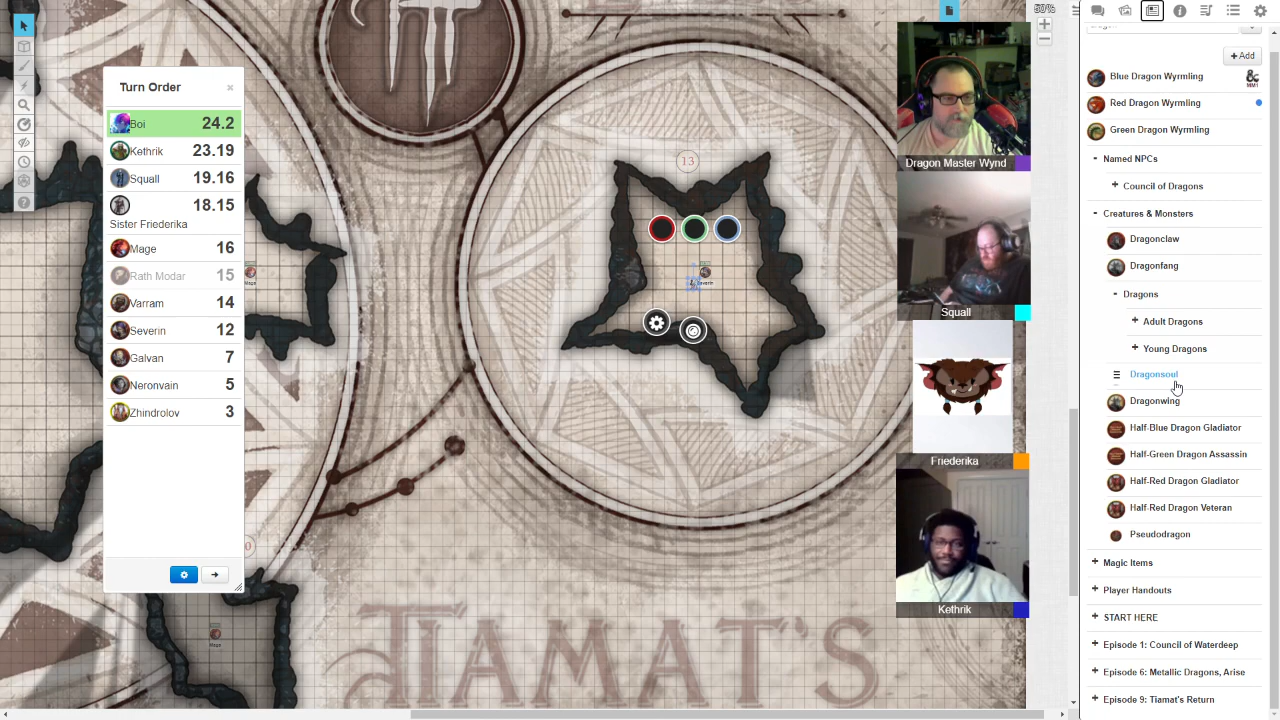 50%
Turn Order ×
Boi 24.2
Kethrik 23.19
Squall 19.16
18.15
Sister Friederika
Mage 16
Rath Modar 15
Varram 14
Severin 12
Galvan 7
Neronvain 5
Zhindrolov 3
13
Severin
Mage
Mage
TIAMAT'S
Dragon Master Wynd
Squall
Friederika
Kethrik
+ Add
Blue Dragon Wyrmling
MM1
Red Dragon Wyrmling
Green Dragon Wyrmling
- Named NPCs
+ Council of Dragons
- Creatures & Monsters
Dragonclaw
Dragonfang
- Dragons
+ Adult Dragons
+ Young Dragons
Dragonsoul
Dragonwing
Half-Blue Dragon Gladiator
Half-Green Dragon Assassin
Half-Red Dragon Gladiator
Half-Red Dragon Veteran
Pseudodragon
+ Magic Items
+ Player Handouts
+ START HERE
+ Episode 1: Council of Waterdeep
+ Episode 6: Metallic Dragons, Arise
+ Episode 9: Tiamat's Return